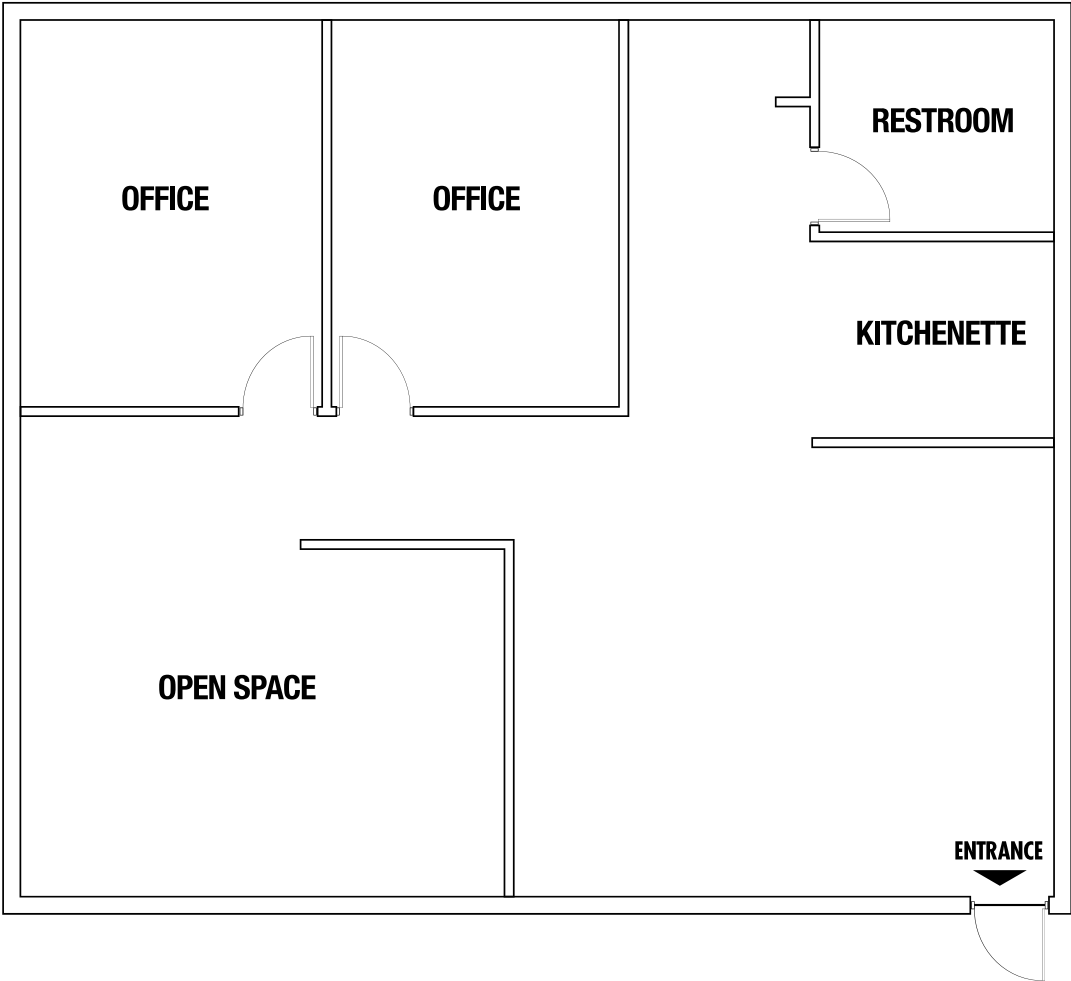 RESTROOM
OFFICE
OFFICE
KITCHENETTE
OPEN SPACE
ENTRANCE